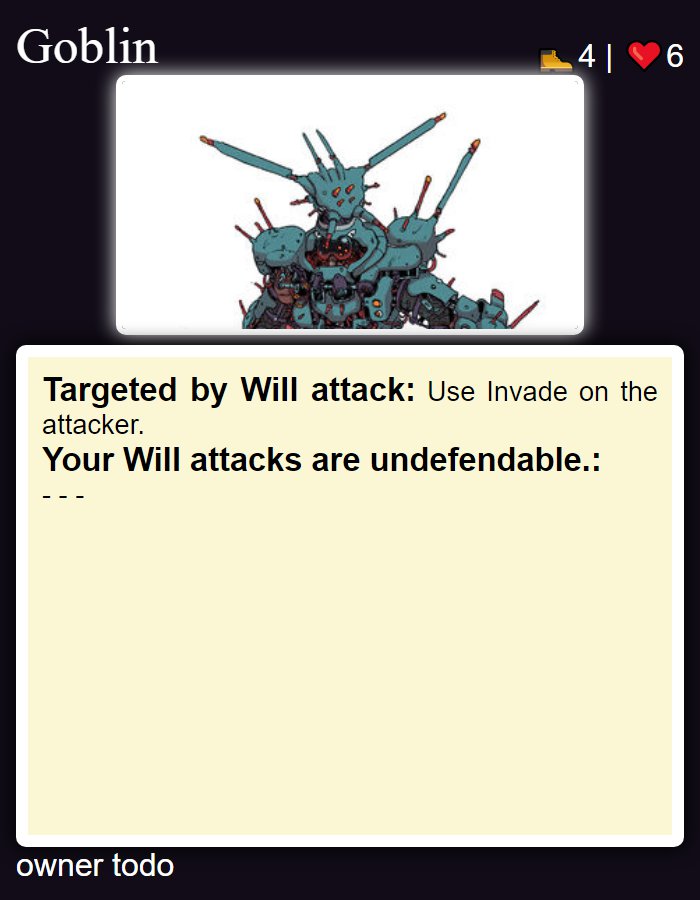 Goblin
4 | 6
Targeted by Will attack: Use Invade on the
attacker.
Your Will attacks are undefendable.:
- - -
owner todo